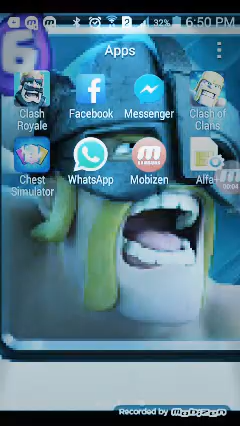 32% 6:50 PM
Apps
Clash Royale
Facebook
Messenger
Clash of Clans
Chest Simulator
WhatsApp
Mobizen
Alfa
Recorded by Mobizen